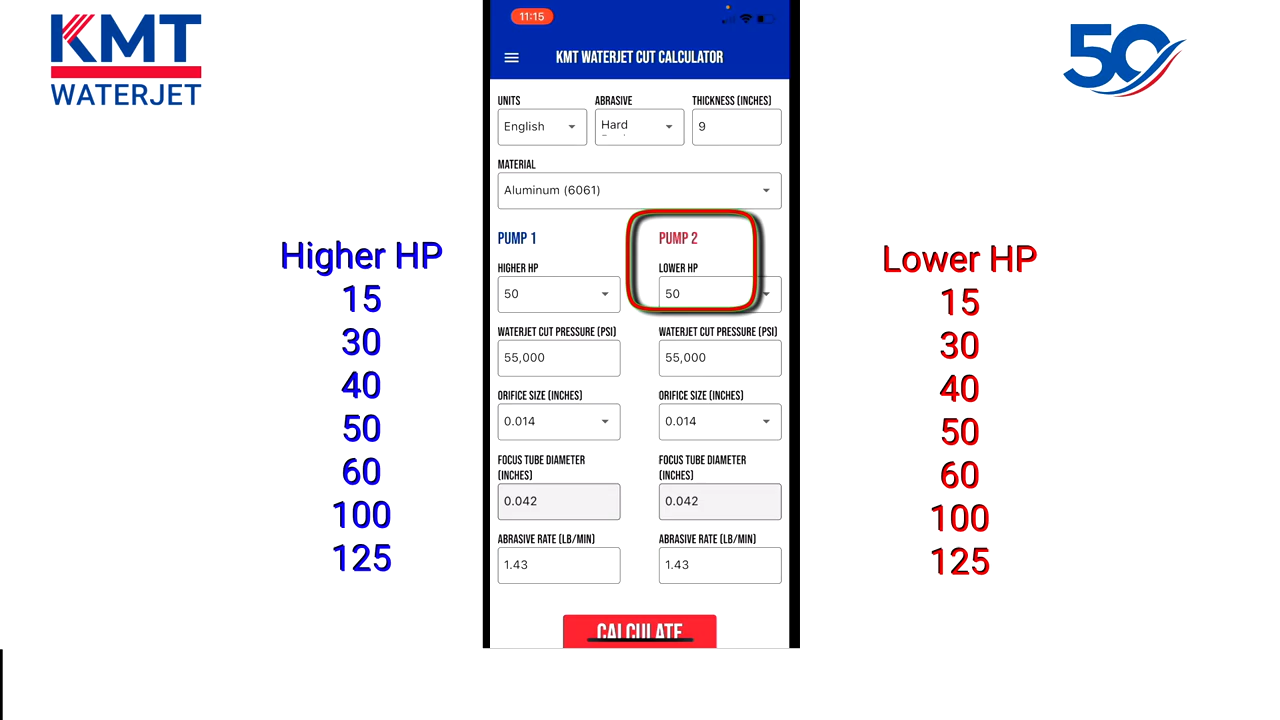 KMT
WATERJET
50
11:15
KMT WATERJET CUT CALCULATOR
UNITS ABRASIVE THICKNESS (INCHES)
English Hard 9
MATERIAL
Aluminum (6061)
PUMP 1 PUMP 2
HIGHER HP LOWER HP
50 50
WATERJET CUT PRESSURE (PSI) WATERJET CUT PRESSURE (PSI)
55,000 55,000
ORIFICE SIZE (INCHES) ORIFICE SIZE (INCHES)
0.014 0.014
FOCUS TUBE DIAMETER FOCUS TUBE DIAMETER
(INCHES) (INCHES)
0.042 0.042
ABRASIVE RATE (LB/MIN) ABRASIVE RATE (LB/MIN)
1.43 1.43
CALCULATE
Higher HP
15
30
40
50
60
100
125
Lower HP
15
30
40
50
60
100
125